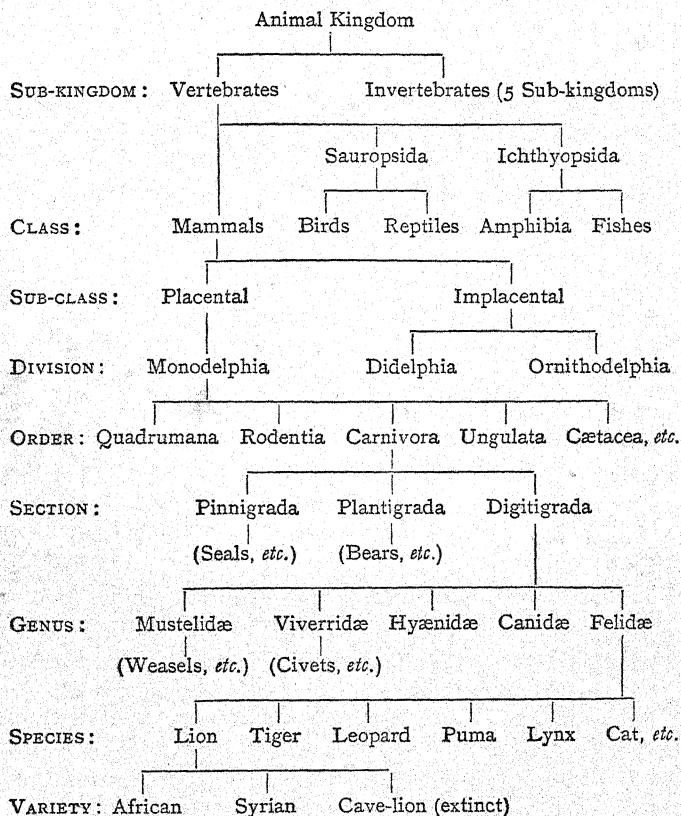 Animal Kingdom
SUB-KINGDOM: Vertebrates Invertebrates (5 Sub-kingdoms)
Sauropsida Ichthyopsida
CLASS: Mammals Birds Reptiles Amphibia Fishes
SUB-CLASS: Placental Implacental
DIVISION: Monodelphia Didelphia Ornithodelphia
ORDER: Quadrumana Rodentia Carnivora Ungulata Cætacea, etc.
SECTION: Pinnigrada Plantigrada Digitigrada
(Seals, etc.) (Bears, etc.)
GENUS: Mustelidæ Viverridæ Hyænidæ Canidæ Felidæ
(Weasels, etc.) (Civets, etc.)
SPECIES: Lion Tiger Leopard Puma Lynx Cat, etc.
VARIETY: African Syrian Cave-lion (extinct)